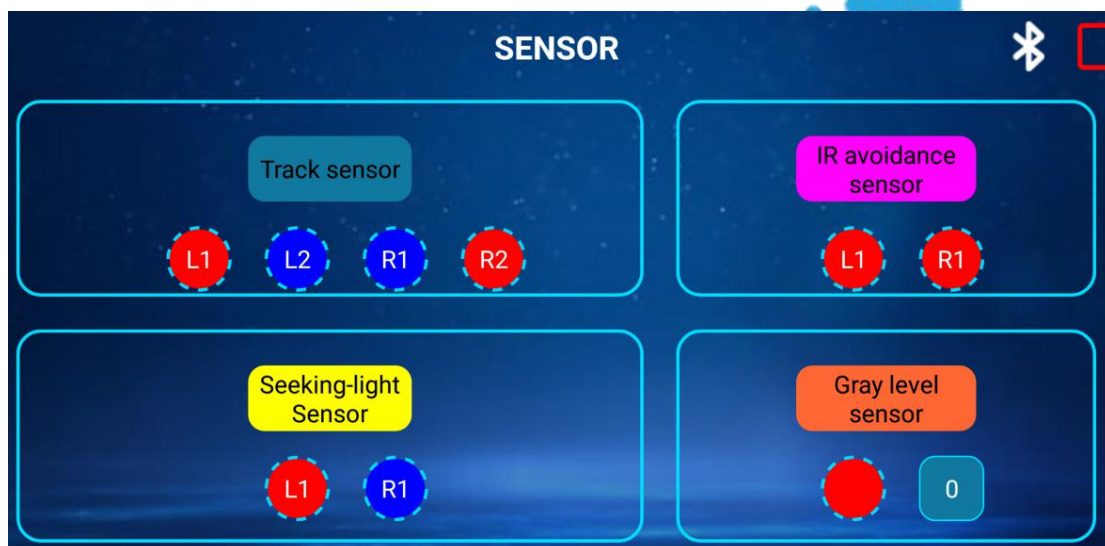 SENSOR
Track sensor
L1 L2 R1 R2
IR avoidance
sensor
L1 R1
Seeking-light
Sensor
L1 R1
Gray level
sensor
0